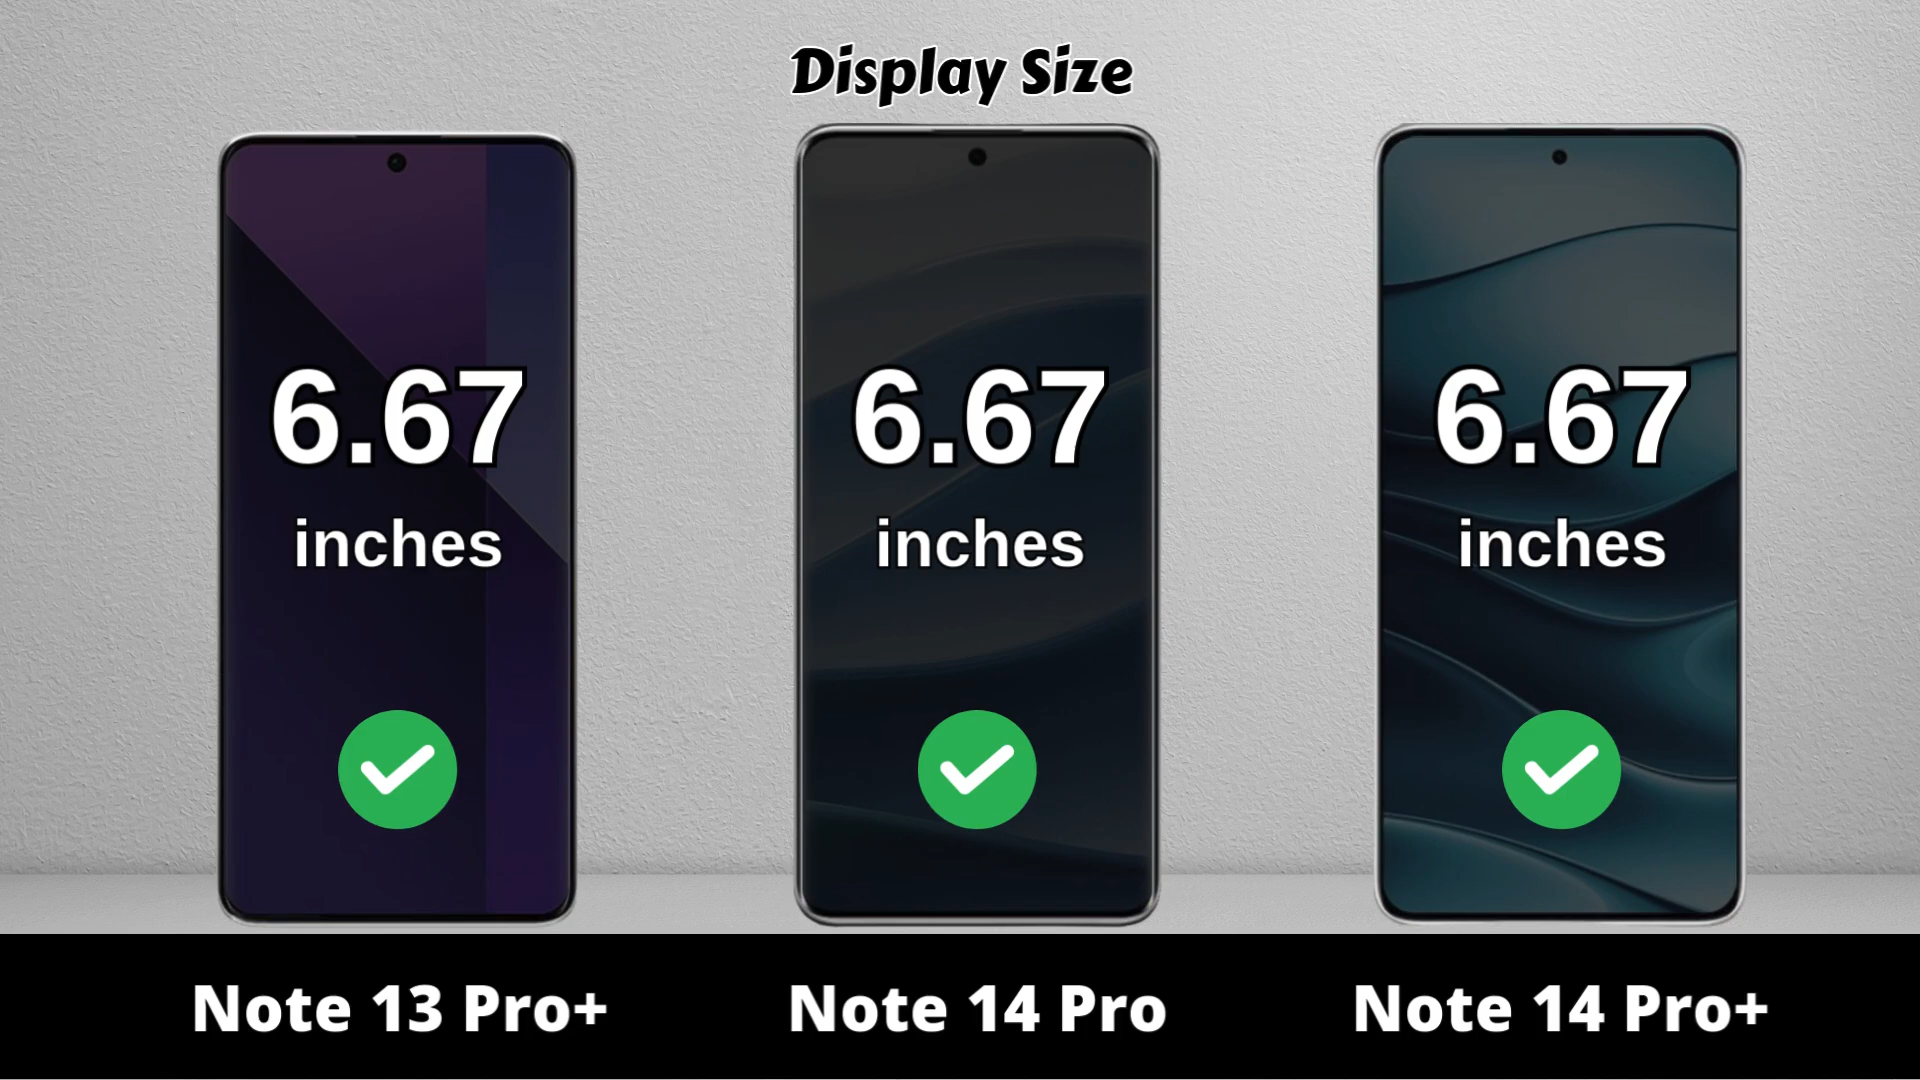 Display Size
6.67
inches
6.67
inches
6.67
inches
Note 13 Pro+
Note 14 Pro
Note 14 Pro+